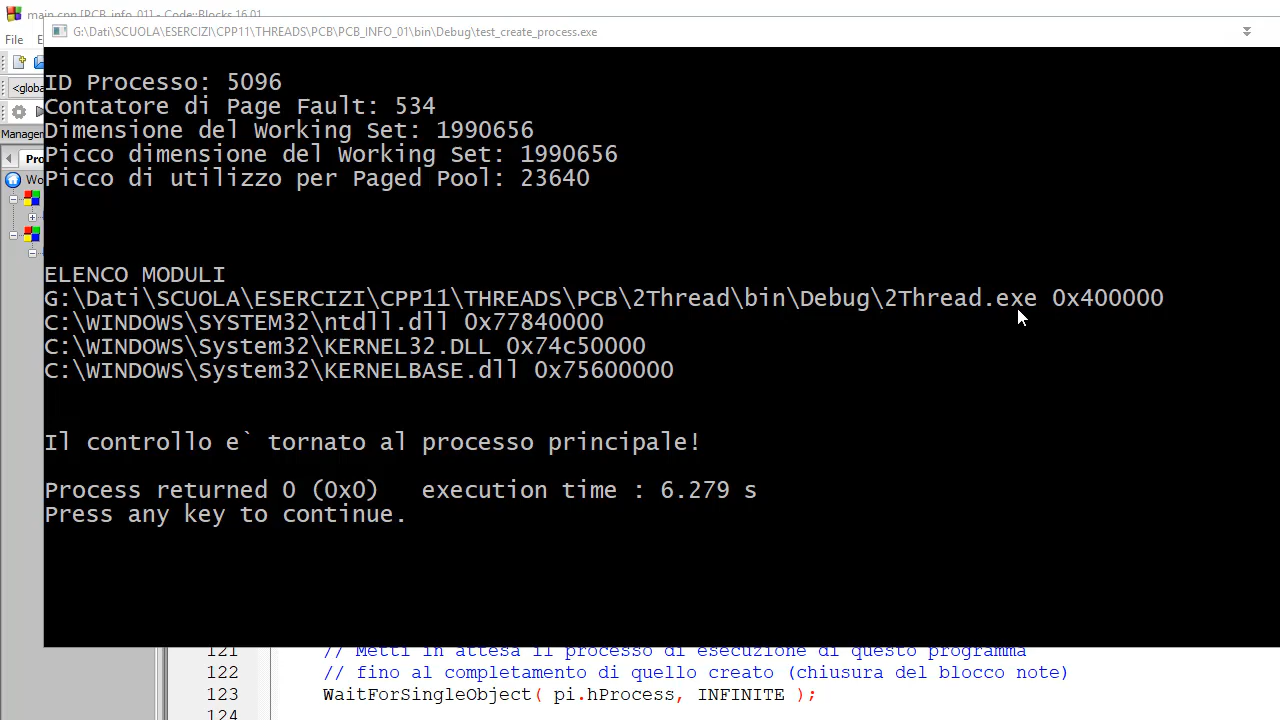 main.cpp [PCB_info_01] - Code::Blocks 16.01
File
G:\Dati\SCUOLA\ESERCIZI\CPP11\THREADS\PCB\PCB_INFO_01\bin\Debug\test_create_process.exe
<global
Manager
Pro
Wo
ID Processo: 5096
Contatore di Page Fault: 534
Dimensione del Working Set: 1990656
Picco dimensione del Working Set: 1990656
Picco di utilizzo per Paged Pool: 23640
ELENCO MODULI
G:\Dati\SCUOLA\ESERCIZI\CPP11\THREADS\PCB\2Thread\bin\Debug\2Thread.exe 0x400000
C:\WINDOWS\SYSTEM32\ntdll.dll 0x77840000
C:\WINDOWS\System32\KERNEL32.DLL 0x74c50000
C:\WINDOWS\System32\KERNELBASE.dll 0x75600000
Il controllo e` tornato al processo principale!
Process returned 0 (0x0)   execution time : 6.279 s
Press any key to continue.
121 // Metti in attesa il processo di esecuzione di questo programma
122 // fino al completamento di quello creato (chiusura del blocco note)
123 WaitForSingleObject( pi.hProcess, INFINITE );
124